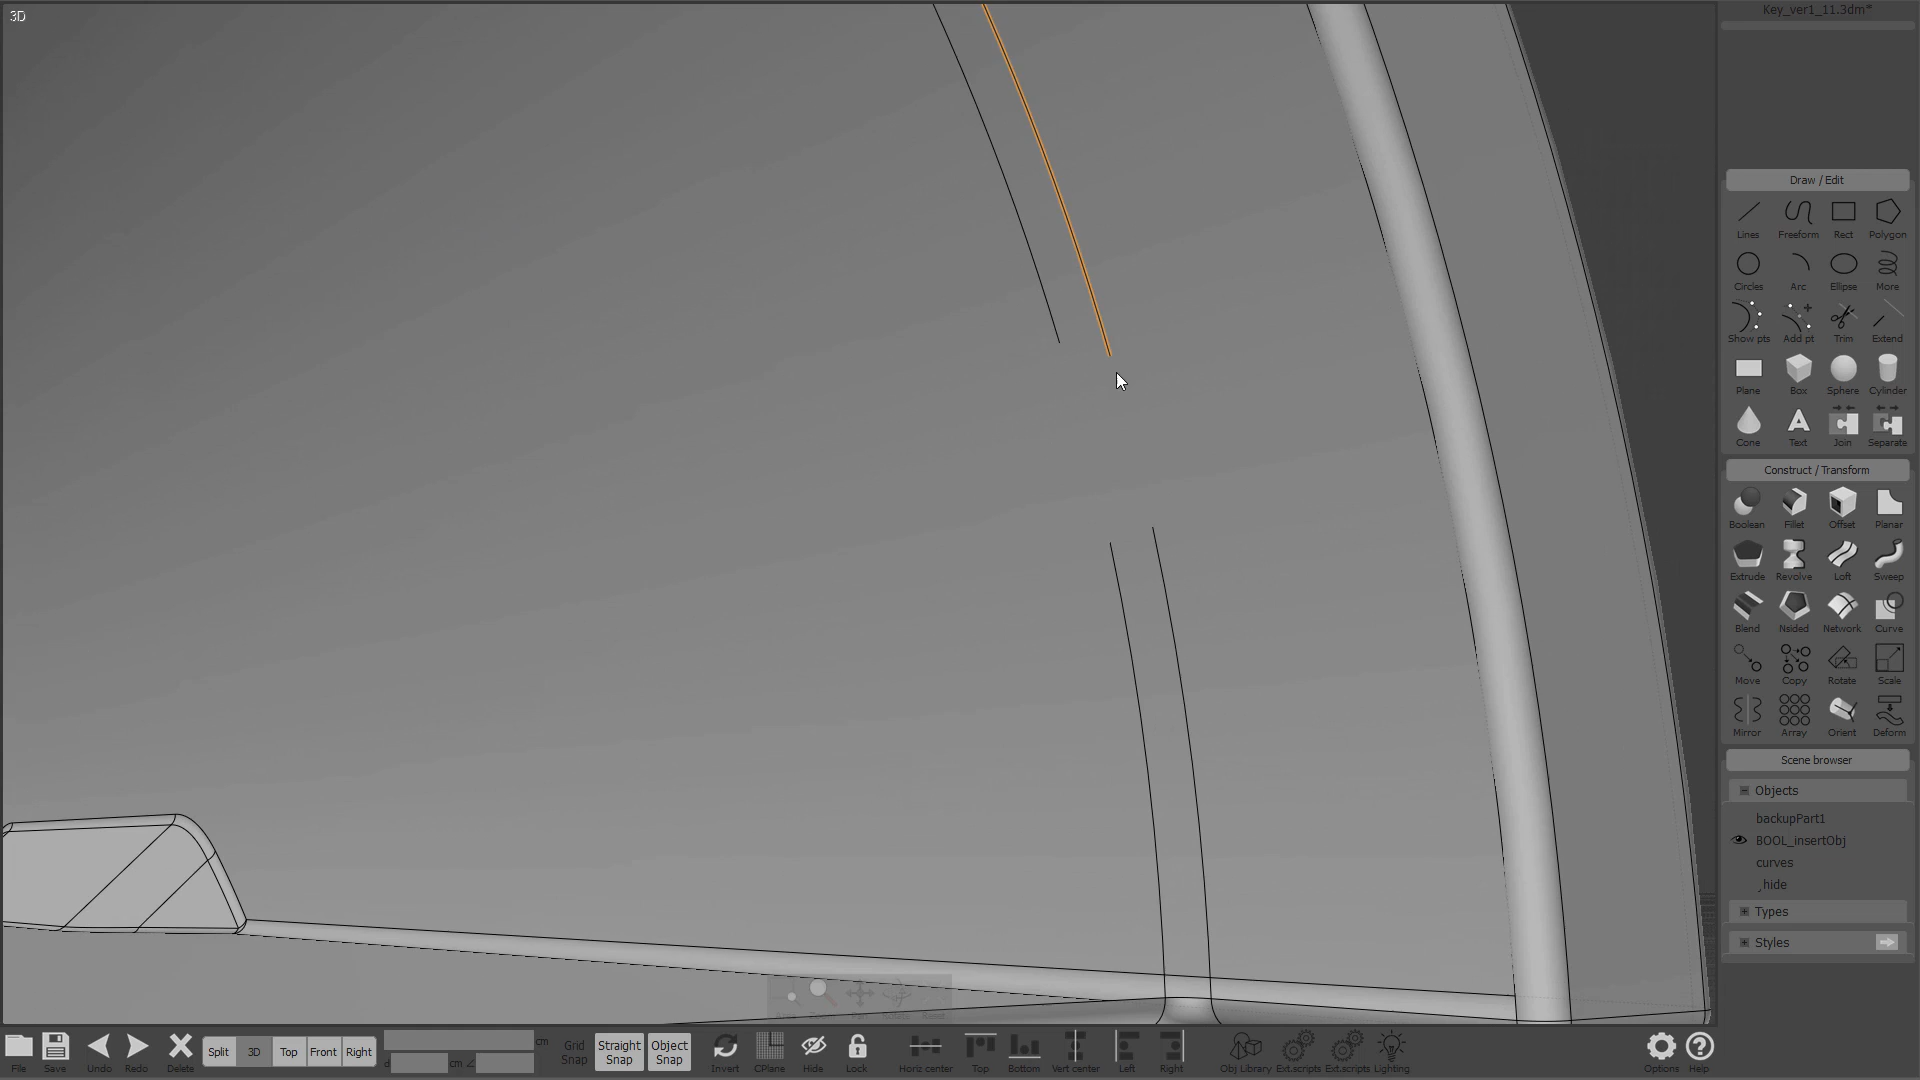 3D
Key_ver1_11.3dm*
Draw / Edit
Lines Freeform Rect Polygon
Circles Arc Ellipse More
Show pts Add pt Trim Extend
Plane Box Sphere Cylinder
Cone Text Join Separate
Construct / Transform
Boolean Fillet Offset Planar
Extrude Revolve Loft Sweep
Blend Nsided Network Curve
Move Copy Rotate Scale
Mirror Array Orient Deform
Scene browser
Objects
backupPart1
BOOL_insertObj
curves
_hide
Types
Styles
File Save Undo Redo Delete
Split 3D Top Front Right
cm
d cm
Grid Snap
Straight Snap
Object Snap
Invert CPlane Hide Lock
Horiz center Top Bottom Vert center Left Right
Obj Library Ext.scripts Ext.scripts Lighting
Options Help